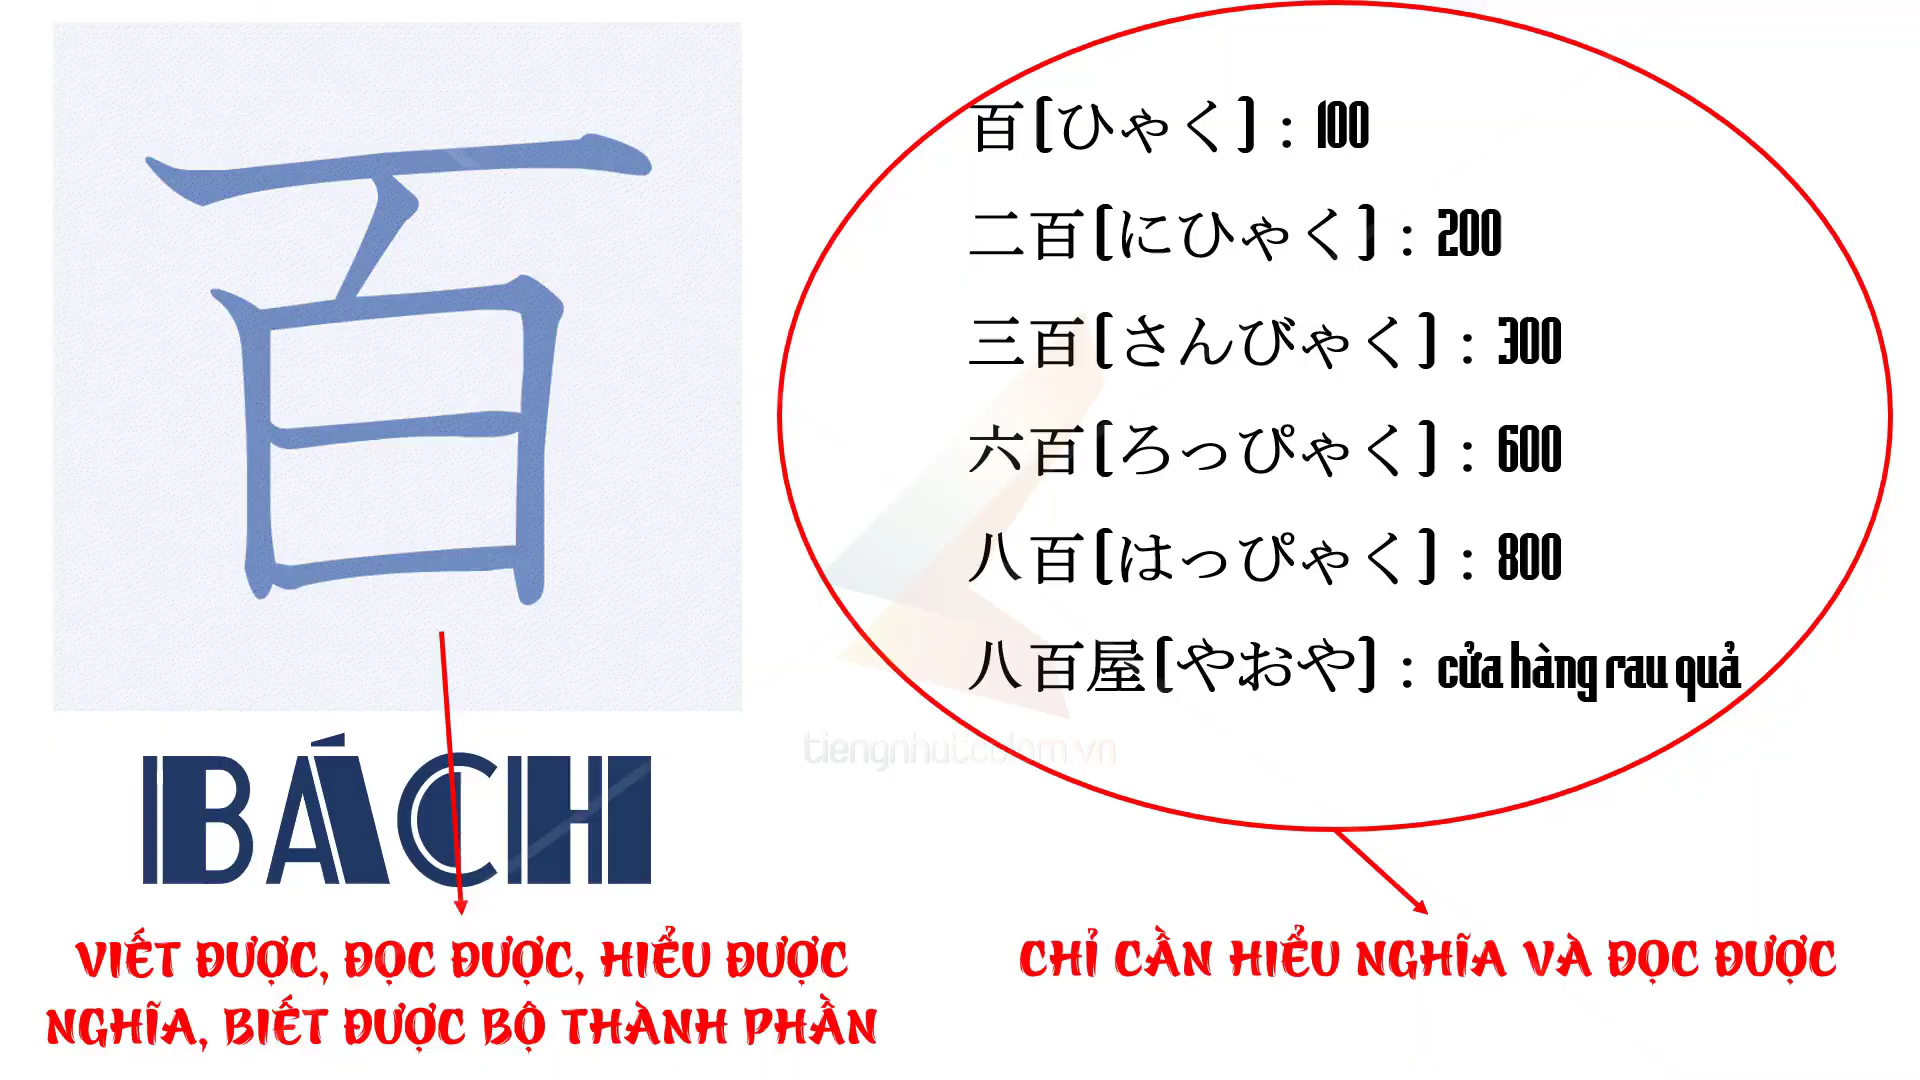 百
BÁCH
VIẾT ĐƯỢC, ĐỌC ĐƯỢC, HIỂU ĐƯỢC
NGHĨA, BIẾT ĐƯỢC BỘ THÀNH PHẦN
百(ひゃく) : 100
二百(にひゃく) : 200
三百(さんびゃく) : 300
六百(ろっぴゃく) : 600
八百(はっぴゃく) : 800
八百屋(やおや) : cửa hàng rau quả
CHỈ CẦN HIỂU NGHĨA VÀ ĐỌC ĐƯỢC